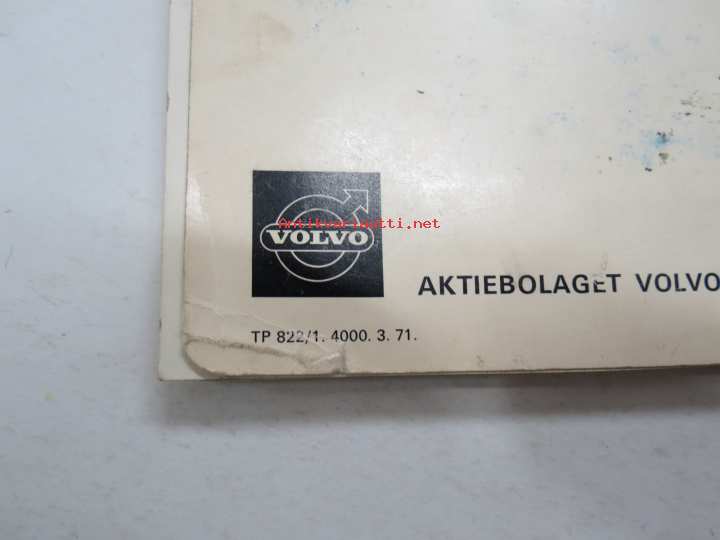 Antikvariaatti.net
VOLVO
AKTIEBOLAGET VOLVO
TP 822/1. 4000. 3. 71.